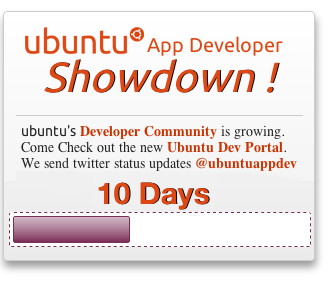 ubuntu App Developer
Showdown !
ubuntu's Developer Community is growing.
Come Check out the new Ubuntu Dev Portal.
We send twitter status updates @ubuntuappdev
10 Days